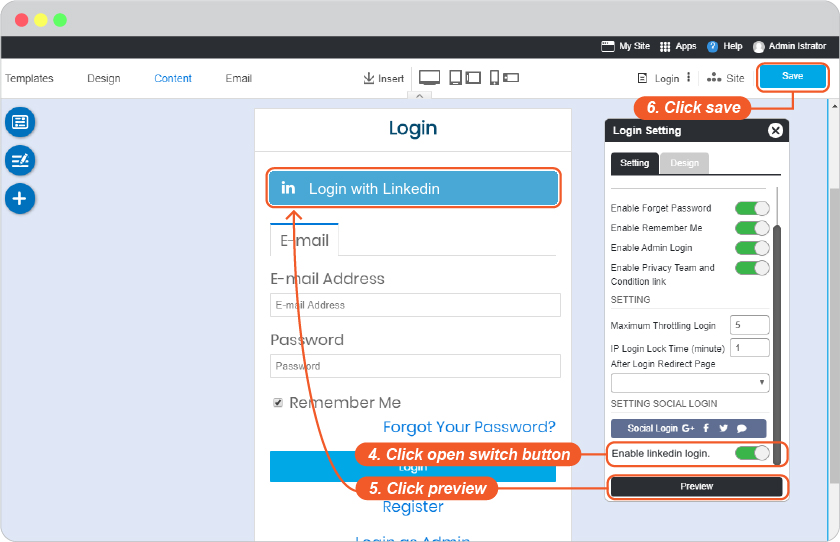 My Site Apps ? Help Admin Istrator
Templates Design Content Email Insert Login Site Save
6. Click save
Login
in Login with Linkedin
E-mail
E-mail Address
E-mail Address
Password
Password
Remember Me
Forgot Your Password?
Login
Register
Login as Admin
Login Setting
Setting Design
Enable Forget Password
Enable Remember Me
Enable Admin Login
Enable Privacy Team and
Condition link
SETTING
Maximum Throttling Login 5
IP Login Lock Time (minute) 1
After Login Redirect Page
SETTING SOCIAL LOGIN
Social Login G+ f
4. Click open switch button
Enable linkedin login.
5. Click preview
Preview